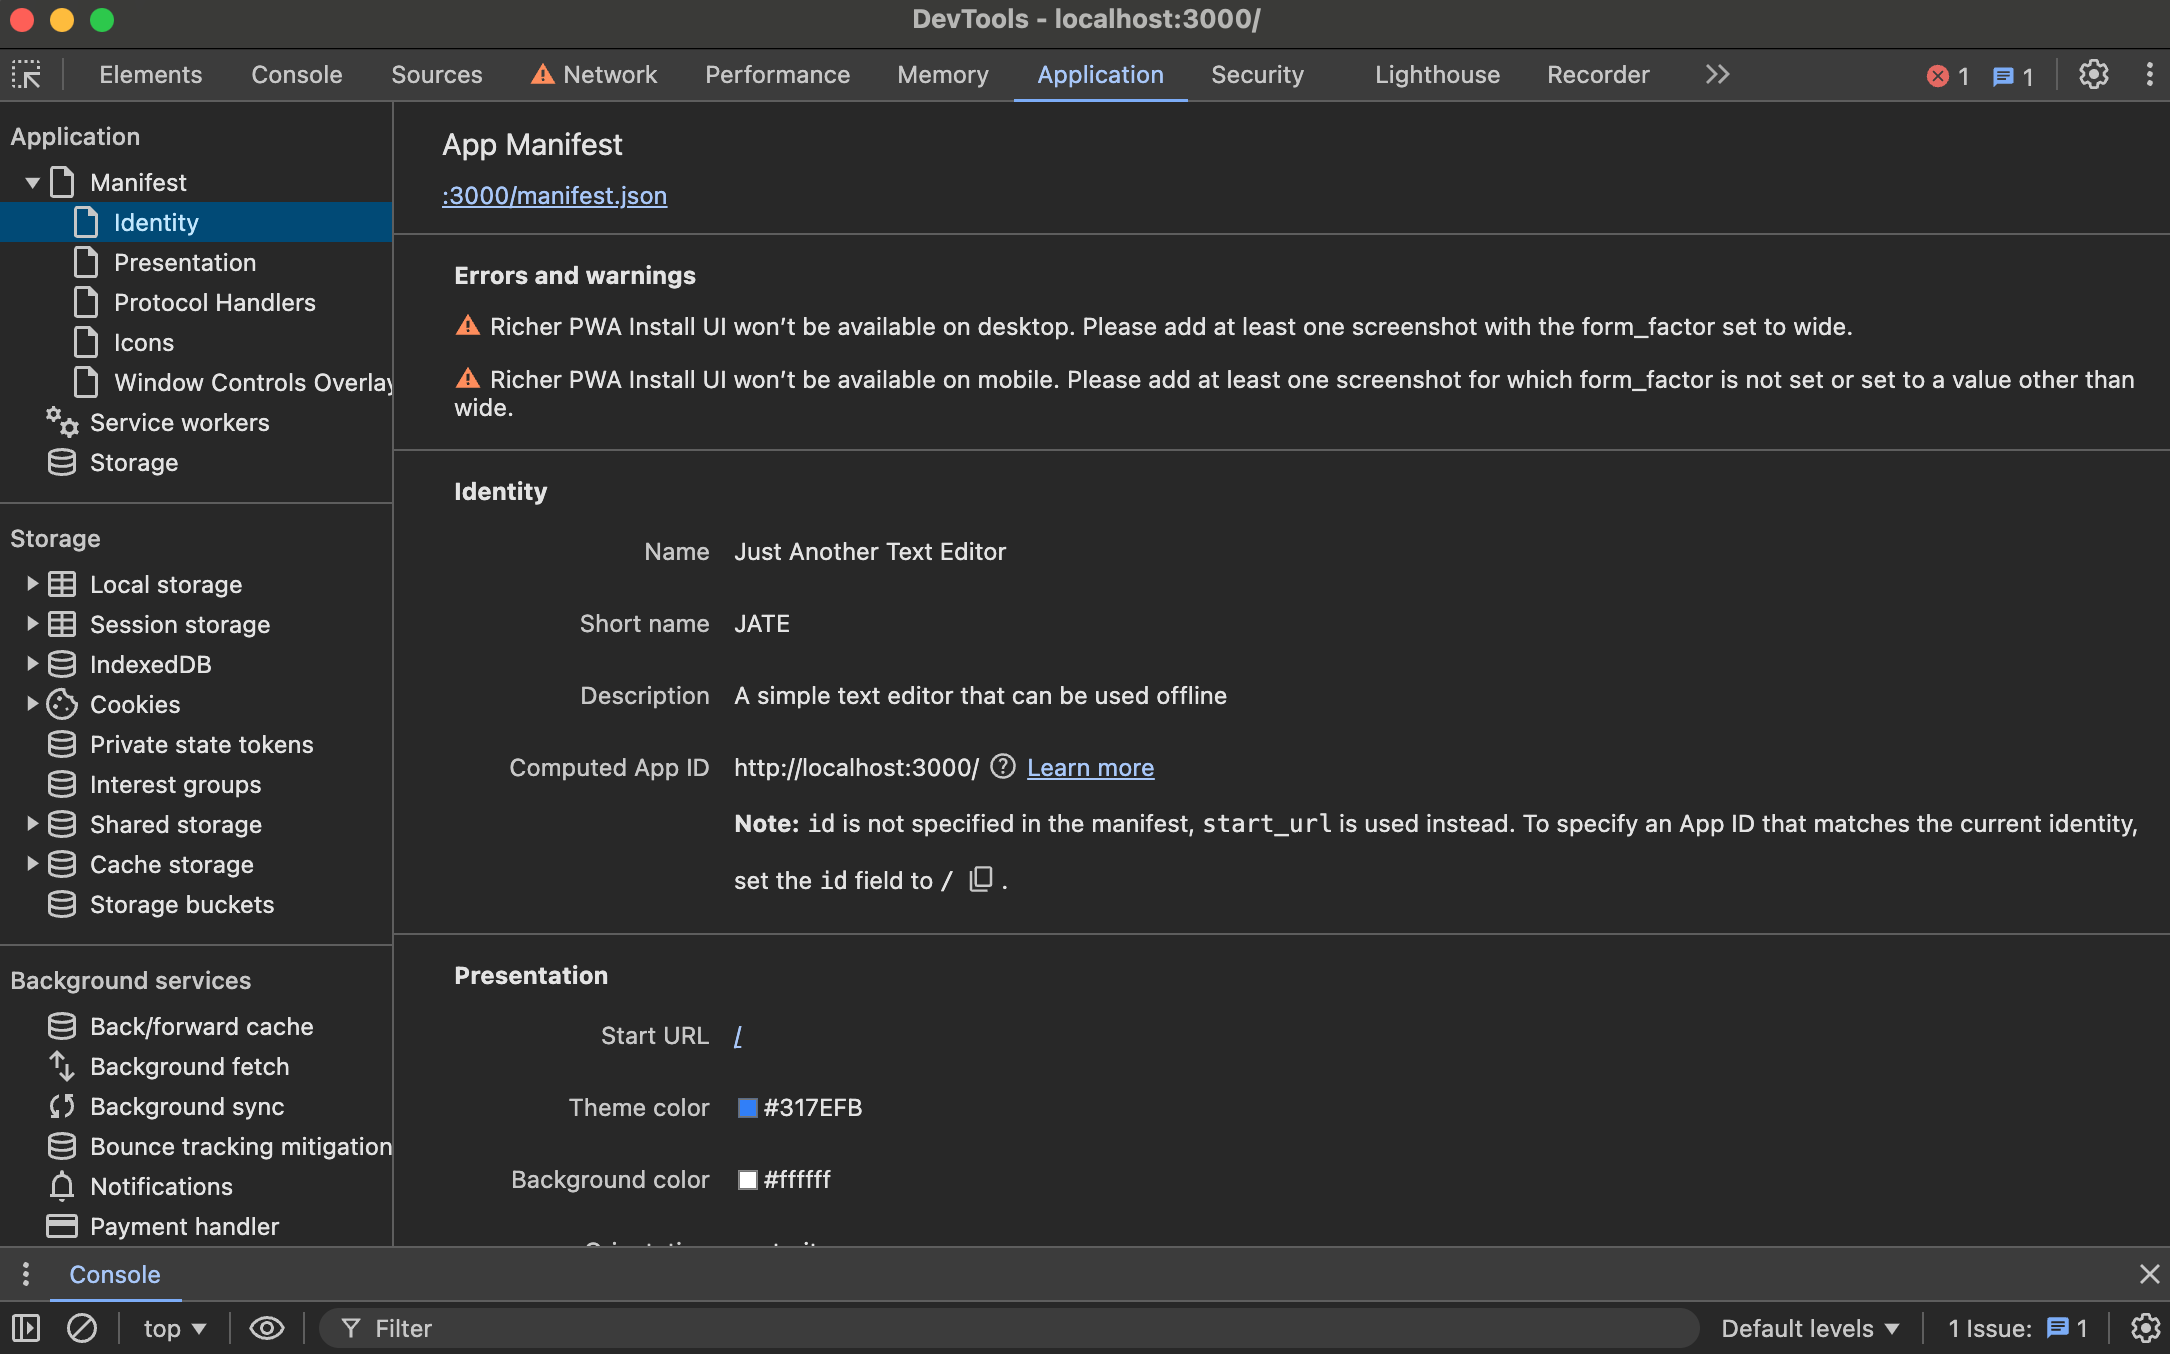 DevTools - localhost:3000/
Elements Console Sources Network Performance Memory Application Security Lighthouse Recorder 1 1
Application
Manifest
Identity
Presentation
Protocol Handlers
Icons
Window Controls Overlay
Service workers
Storage
Storage
Local storage
Session storage
IndexedDB
Cookies
Private state tokens
Interest groups
Shared storage
Cache storage
Storage buckets
Background services
Back/forward cache
Background fetch
Background sync
Bounce tracking mitigation
Notifications
Payment handler
App Manifest
:3000/manifest.json
Errors and warnings
Richer PWA Install UI won’t be available on desktop. Please add at least one screenshot with the form_factor set to wide.
Richer PWA Install UI won’t be available on mobile. Please add at least one screenshot for which form_factor is not set or set to a value other than
wide.
Identity
Name Just Another Text Editor
Short name JATE
Description A simple text editor that can be used offline
Computed App ID http://localhost:3000/ Learn more
Note: id is not specified in the manifest, start_url is used instead. To specify an App ID that matches the current identity,
set the id field to / .
Presentation
Start URL /
Theme color #317EFB
Background color #ffffff
Console
top Filter Default levels 1 Issue: 1